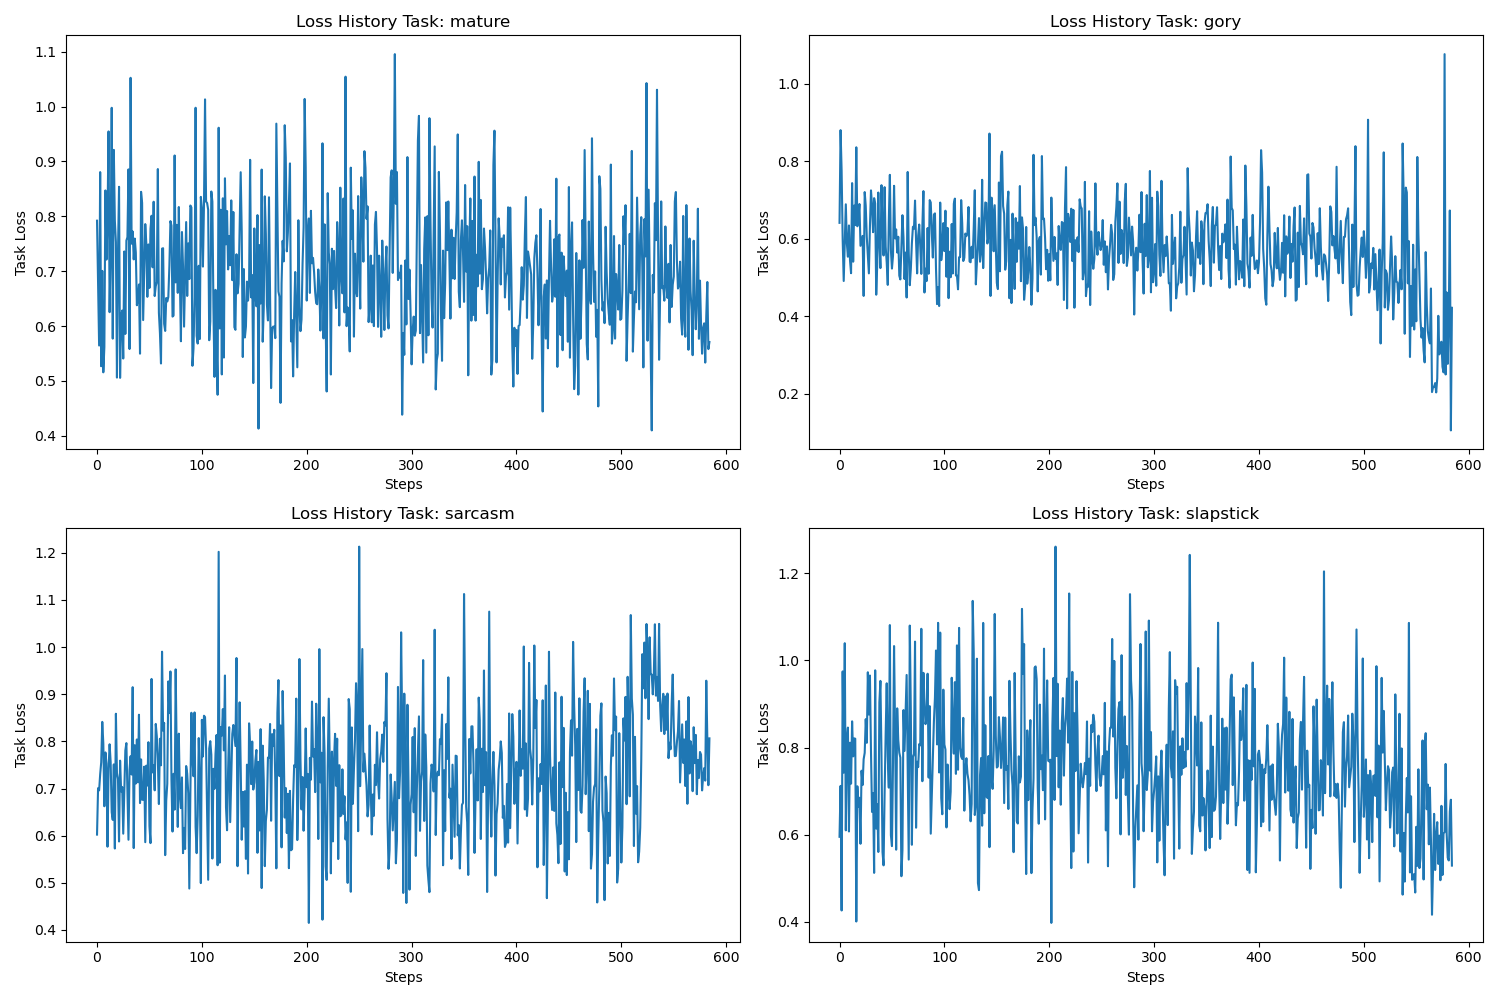 Loss History Task: mature
Task Loss
1.1
1.0
0.9
0.8
0.7
0.6
0.5
0.4
0 100 200 300 400 500 600
Steps
Loss History Task: gory
Task Loss
1.0
0.8
0.6
0.4
0.2
0 100 200 300 400 500 600
Steps
Loss History Task: sarcasm
Task Loss
1.2
1.1
1.0
0.9
0.8
0.7
0.6
0.5
0.4
0 100 200 300 400 500 600
Steps
Loss History Task: slapstick
Task Loss
1.2
1.0
0.8
0.6
0.4
0 100 200 300 400 500 600
Steps